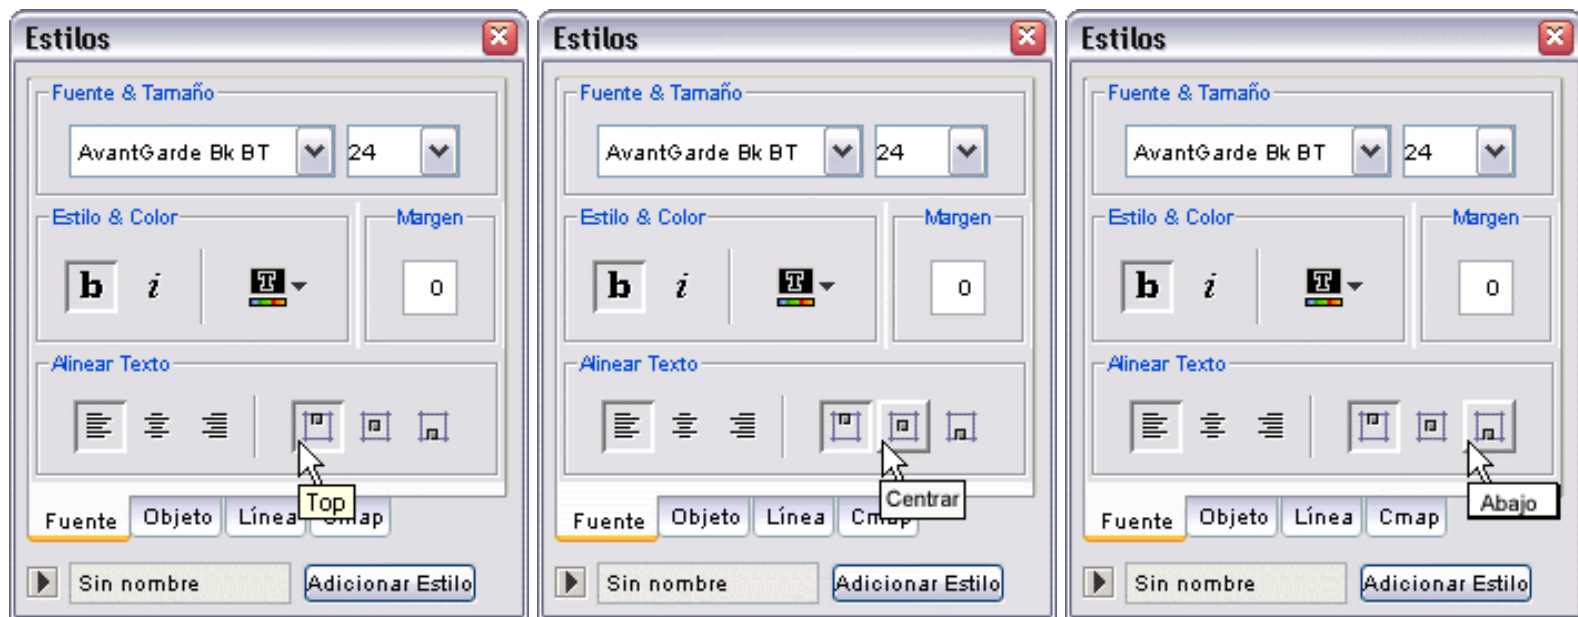 Estilos
Fuente & Tamaño
AvantGarde Bk BT 24
Estilo & Color Margen
b i T 0
Alinear Texto
Top
Fuente Objeto Línea Cmap
Sin nombre Adicionar Estilo
Estilos
Fuente & Tamaño
AvantGarde Bk BT 24
Estilo & Color Margen
b i T 0
Alinear Texto
Centrar
Fuente Objeto Línea Cmap
Sin nombre Adicionar Estilo
Estilos
Fuente & Tamaño
AvantGarde Bk BT 24
Estilo & Color Margen
b i T 0
Alinear Texto
Abajo
Fuente Objeto Línea Cmap
Sin nombre Adicionar Estilo